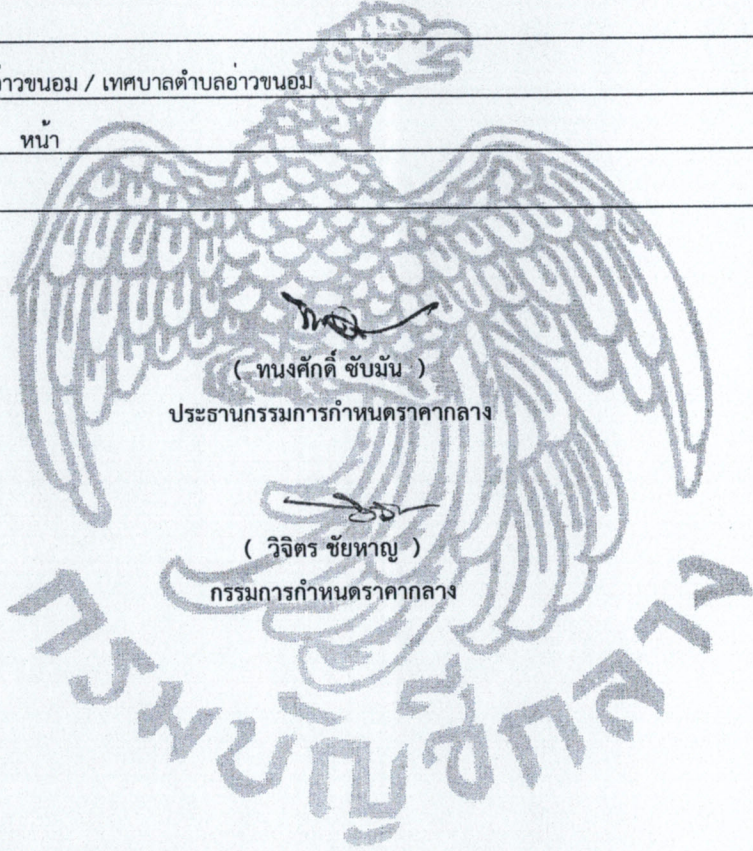 อ่าวขนอม / เทศบาลตำบลอ่าวขนอม
หน้า
( ทนงศักดิ์ ซับมัน )
ประธานกรรมการกำหนดราคากลาง
( วิจิตร ชัยหาญ )
กรรมการกำหนดราคากลาง
กรมบัญชีกลาง